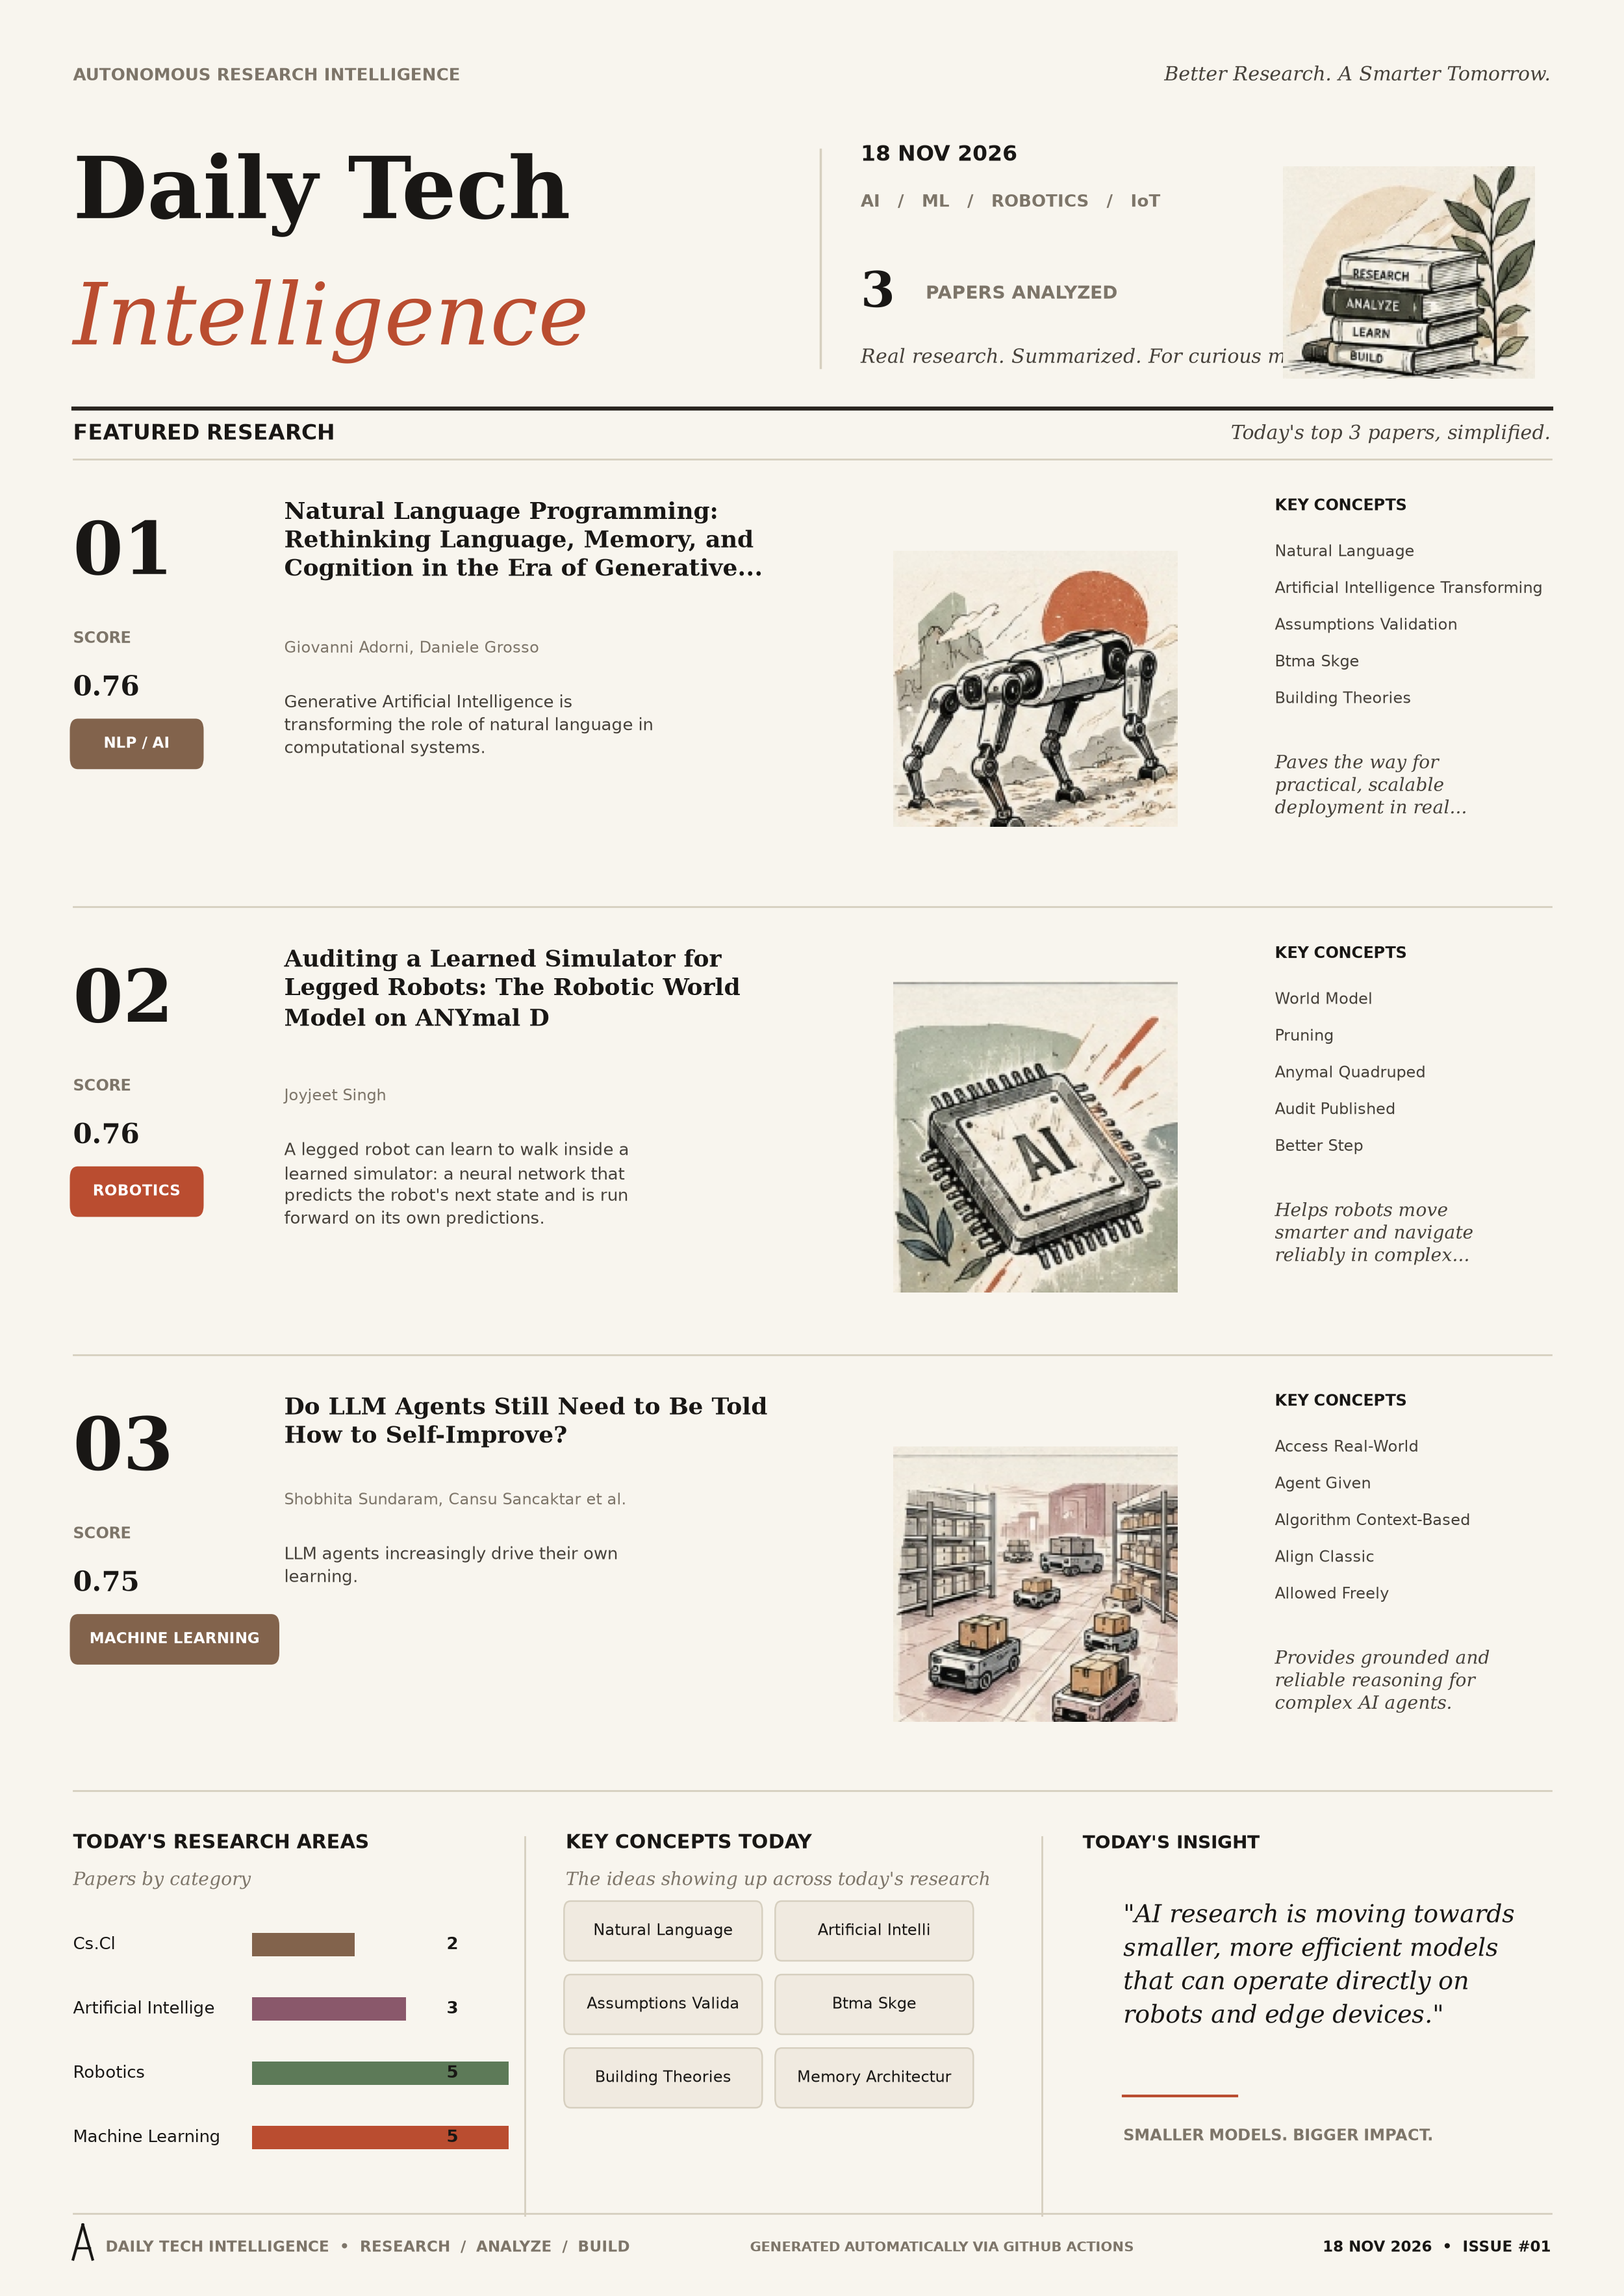 AUTONOMOUS RESEARCH INTELLIGENCE
Better Research. A Smarter Tomorrow.
Daily Tech
Intelligence
18 NOV 2026
AI / ML / ROBOTICS / IoT
3 PAPERS ANALYZED
Real research. Summarized. For curious m
RESEARCH
ANALYZE
LEARN
BUILD
FEATURED RESEARCH
Today's top 3 papers, simplified.
01
SCORE
0.76
NLP / AI
Natural Language Programming:
Rethinking Language, Memory, and
Cognition in the Era of Generative...
Giovanni Adorni, Daniele Grosso
Generative Artificial Intelligence is
transforming the role of natural language in
computational systems.
KEY CONCEPTS
Natural Language
Artificial Intelligence Transforming
Assumptions Validation
Btma Skge
Building Theories
Paves the way for
practical, scalable
deployment in real...
02
SCORE
0.76
ROBOTICS
Auditing a Learned Simulator for
Legged Robots: The Robotic World
Model on ANYmal D
Joyjeet Singh
A legged robot can learn to walk inside a
learned simulator: a neural network that
predicts the robot's next state and is run
forward on its own predictions.
AI
KEY CONCEPTS
World Model
Pruning
Anymal Quadruped
Audit Published
Better Step
Helps robots move
smarter and navigate
reliably in complex...
03
SCORE
0.75
MACHINE LEARNING
Do LLM Agents Still Need to Be Told
How to Self-Improve?
Shobhita Sundaram, Cansu Sancaktar et al.
LLM agents increasingly drive their own
learning.
KEY CONCEPTS
Access Real-World
Agent Given
Algorithm Context-Based
Align Classic
Allowed Freely
Provides grounded and
reliable reasoning for
complex AI agents.
TODAY'S RESEARCH AREAS
Papers by category
Cs.Cl 2
Artificial Intellige 3
Robotics 5
Machine Learning 5
KEY CONCEPTS TODAY
The ideas showing up across today's research
Natural Language
Artificial Intelli
Assumptions Valida
Btma Skge
Building Theories
Memory Architectur
TODAY'S INSIGHT
"AI research is moving towards
smaller, more efficient models
that can operate directly on
robots and edge devices."
SMALLER MODELS. BIGGER IMPACT.
A DAILY TECH INTELLIGENCE • RESEARCH / ANALYZE / BUILD
GENERATED AUTOMATICALLY VIA GITHUB ACTIONS
18 NOV 2026 • ISSUE #01